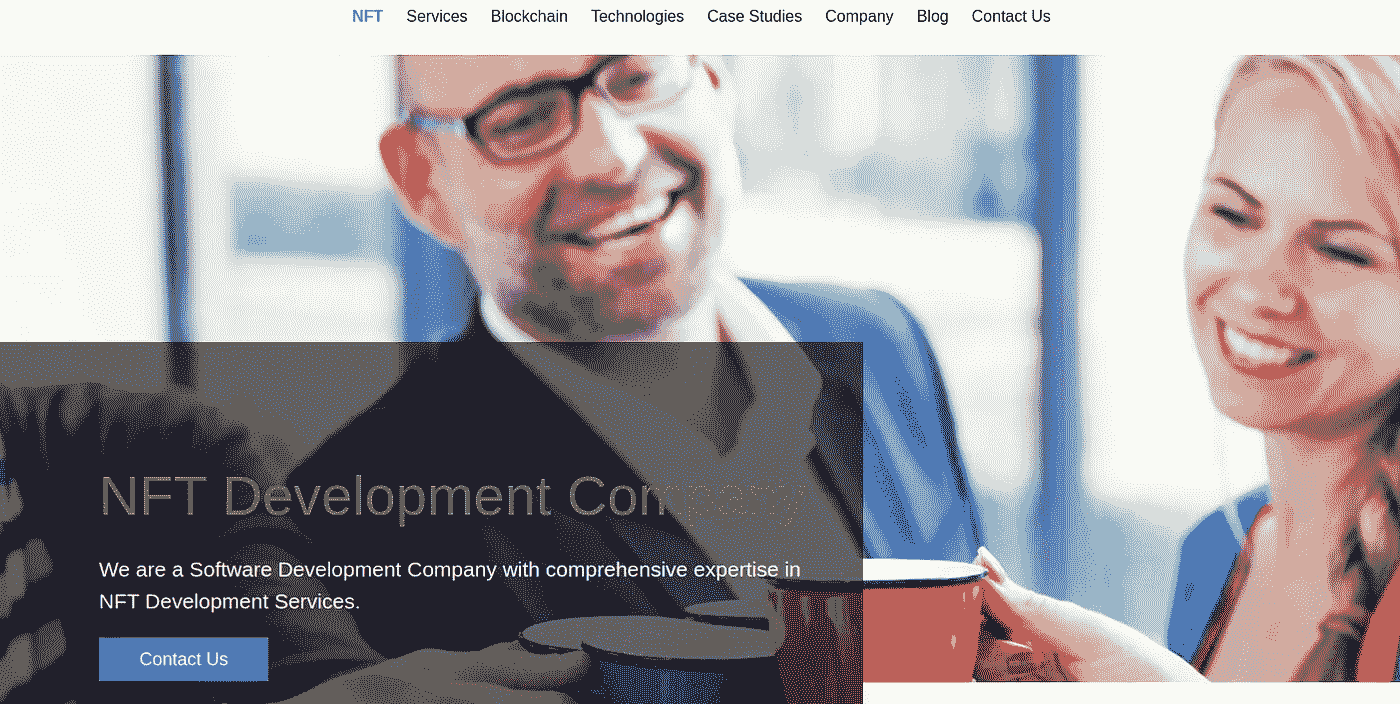 NFT Services Blockchain Technologies Case Studies Company Blog Contact Us
NFT Development Company
We are a Software Development Company with comprehensive expertise in
NFT Development Services.
Contact Us